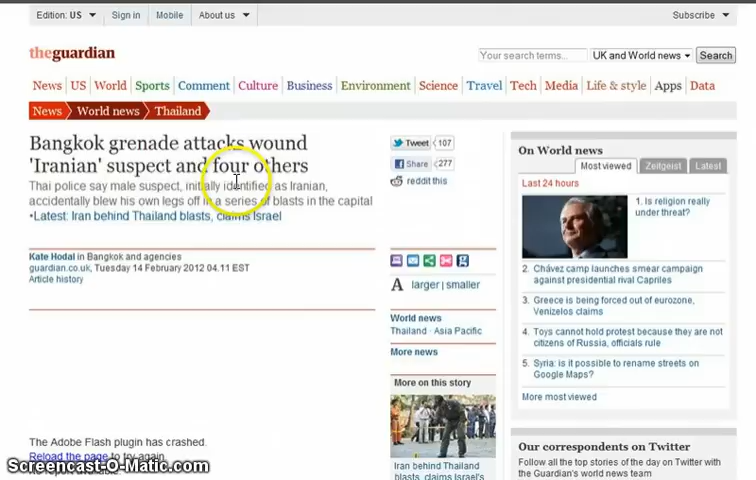 Edition: US Sign in Mobile About us Subscribe
theguardian
Your search terms... UK and World news Search
News US World Sports Comment Culture Business Environment Science Travel Tech Media Life & style Apps Data
News World news Thailand
Bangkok grenade attacks wound
'Iranian' suspect and four others
Thai police say male suspect, initially identified as Iranian,
accidentally blew his own legs off in a series of blasts in the capital
•Latest: Iran behind Thailand blasts, claims Israel
Kate Hodal in Bangkok and agencies
guardian.co.uk, Tuesday 14 February 2012 04.11 EST
Article history
The Adobe Flash plugin has crashed.
Reload the page to try again.
Screencast-O-Matic.com
Tweet 107
Share 277
reddit this
A larger | smaller
World news
Thailand · Asia Pacific
More news
More on this story
Iran behind Thailand
blasts, claims Israel's
On World news
Most viewed Zeitgeist Latest
Last 24 hours
1. Is religion really
under threat?
2. Chávez camp launches smear campaign
against presidential rival Capriles
3. Greece is being forced out of eurozone,
Venizelos claims
4. Toys cannot hold protest because they are not
citizens of Russia, officials rule
5. Syria: is it possible to rename streets on
Google Maps?
More most viewed
Our correspondents on Twitter
Follow all the top stories of the day on Twitter with
the Guardian's world news team